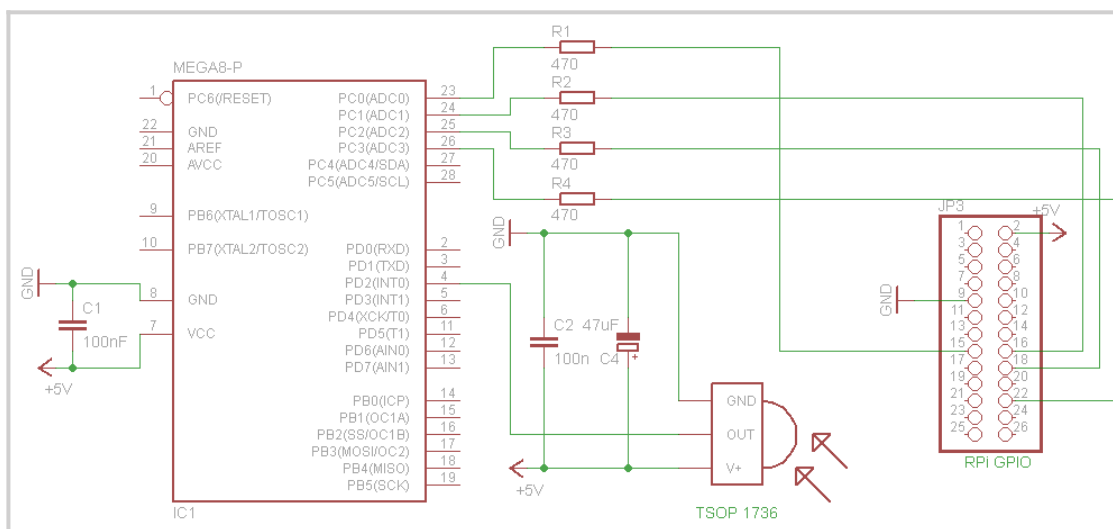 MEGA8-P
1 PC6(/RESET)
22 GND
21 AREF
20 AVCC
9 PB6(XTAL1/TOSC1)
10 PB7(XTAL2/TOSC2)
8 GND
7 VCC
PC0(ADC0) 23
PC1(ADC1) 24
PC2(ADC2) 25
PC3(ADC3) 26
PC4(ADC4/SDA) 27
PC5(ADC5/SCL) 28
PD0(RXD) 2
PD1(TXD) 3
PD2(INT0) 4
PD3(INT1) 5
PD4(XCK/T0) 6
PD5(T1) 11
PD6(AIN0) 12
PD7(AIN1) 13
PB0(ICP) 14
PB1(OC1A) 15
PB2(SS/OC1B) 16
PB3(MOSI/OC2) 17
PB4(MISO) 18
PB5(SCK) 19
IC1
GND
C1
100nF
+5V
R1
470
R2
470
R3
470
R4
470
GND
C2 47uF
100n C4
+
+5V
GND
OUT
V+
TSOP 1736
JP3
+5V
GND
1 2
3 4
5 6
7 8
9 10
11 12
13 14
15 16
17 18
19 20
21 22
23 24
25 26
RPi GPIO